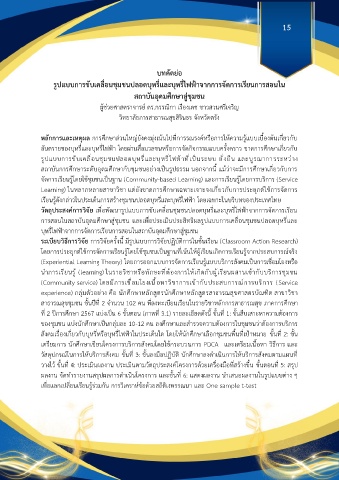 15
บทคัดย่อ
รูปแบบการขับเคลื่อนชุมชนปลอดบุหรี่และบุหรี่ไฟฟ้าจากการจัดการเรียนการสอนใน
สถาบันอุดมศึกษาสู่ชุมชน
ผู้ช่วยศาสตราจารย์ ดร.กรรณิกา เรืองเดช ชาวสวนศรีเจริญ
วิทยาลัยการสาธารณสุขสิรินธร จังหวัดตรัง
หลักการและเหตุผล การศึกษาส่วนใหญ่ยังคงมุ่งเน้นไปที่การรณรงค์หรือการให้ความรู้แบบเบื้องต้นเกี่ยวกับ
อันตรายของบุหรี่และบุหรี่ไฟฟ้า โดยผ่านสื่อมวลชนหรือการจัดกิจกรรมแบบครั้งคราว ขาดการศึกษาเกี่ยวกับ
รูปแบบการขับเคลื่อนชุมชนปลอดบุหรี่และบุหรี่ไฟฟ้าที่เป็นระบบ ยั่งยืน และบูรณาการระหว่าง
สถาบันการศึกษาระดับอุดมศึกษากับชุมชนอย่างเป็นรูปธรรม นอกจากนี้ แม้ว่าจะมีการศึกษาเกี่ยวกับการ
จัดการเรียนรู้โดยใช้ชุมชนเป็นฐาน (Community-based Learning) และการเรียนรู้โดยการบริการ (Service
Learning) ในหลากหลายสาขาวิชา แต่ยังขาดการศึกษาเฉพาะเจาะจงเกี่ยวกับการประยุกต์ใช้การจัดการ
เรียนรู้ดังกล่าวในประเด็นการสร้างชุมชนปลอดบุหรี่และบุหรี่ไฟฟ้า โดยเฉพาะในบริบทของประเทศไทย
วัตถุประสงค์การวิจัย เพื่อพัฒนารูปแบบการขับเคลื่อนชุมชนปลอดบุหรี่และบุหรี่ไฟฟ้าจากการจัดการเรียน
การสอนในสถาบันอุดมศึกษาสู่ชุมชน และเพื่อประเมินประสิทธิผลรูปแบบการเคลื่อนชุมชนปลอดบุหรี่และ
บุหรี่ไฟฟ้าจากการจัดการเรียนการสอนในสถาบันอุดมศึกษาสู่ชุมชน
ระเบียบวิธีการวิจัย การวิจัยครั้งนี้ มีรูปแบบการวิจัยปฏิบัติการในชั้นเรียน (Classroom Action Research)
โดยการประยุกต์ใช้การจัดการเรียนรู้โดยใช้ชุมชนเป็นฐานที่เน้นให้ผู้เรียนเกิดการเรียนรู้จากประสบการณ์จริง
(Experiential Learning Theory) โดยการออกแบบการจัดการเรียนรู้แบบบริการสังคมเป็นการเชื่อมโยงหรือ
นำการเรียนรู้ (learning)ในรายวิชาหรือทักษะที่ต้องการให้เกิดกับผู้เรียนผสานเข้ากับบริการชุมชน
(Community service) โดยมีการเชื่อมโยงเนื้อหาวิชาการเข้ากับประสบการณ์การบริการ (Service
experience) กลุ่มตัวอย่าง คือ นักศึกษาหลักสูตรนักศึกษาหลักสูตรสาธารณสุขศาสตรบัณฑิต สาขาวิชา
สาธารณสุขชุมชน ชั้นปีที่ 2 จำนวน 102 คน ที่ลงทะเบียนเรียนในรายวิชาหลักการสาธารณสุข ภาคการศึกษา
ที่ 2 ปีการศึกษา 2567 แบ่งเป็น 6 ขั้นตอน (ภาพที่ 3.1) รายละเอียดดังนี้ ขั้นที่ 1: ขั้นสืบเสาะหาความต้องการ
ของชุมชน แบ่งนักศึกษาเป็นกลุ่มละ 10-12 คน ลงศึกษาและสำรวจความต้องการในชุมชนว่าต้องการบริการ
สังคมเรื่องเกี่ยวกับบุหรี่หรือบุหรี่ไฟฟ้าในประเด็นใด โดยให้นักศึกษาเลือกชุมชนพื้นที่เป้าหมาย ขั้นที่ 2: ขั้น
เตรียมการ นักศึกษาเขียนโครงการบริการสังคมโดยใช้กระบวนการ PDCA และเตรียมเนื้อหา วิธีการ และ
วัสดุอุปกรณ์ในการให้บริการสังคม ขั้นที่ 3: ขั้นลงมือปฏิบัติ นักศึกษาลงดำเนินการให้บริการสังคมตามแผนที่
วางไว้ ขั้นที่ 4: ประเมินผลงาน ประเมินตามวัตถุประสงค์โครงการด้วยเครื่องมือที่สร้างขึ้น ขั้นตอนที่ 5: สรุป
ผลงาน จัดทำรายงานสรุปผลการดำเนินโครงการ และขั้นที่ 6: แสดงผลงาน นำเสนอผลงานในรูปแบบต่าง ๆ
เพื่อแลกเปลี่ยนเรียนรู้ร่วมกัน การวิเคราะห์ข้อด้วยสถิติเพรรณนา และ One sample t-test